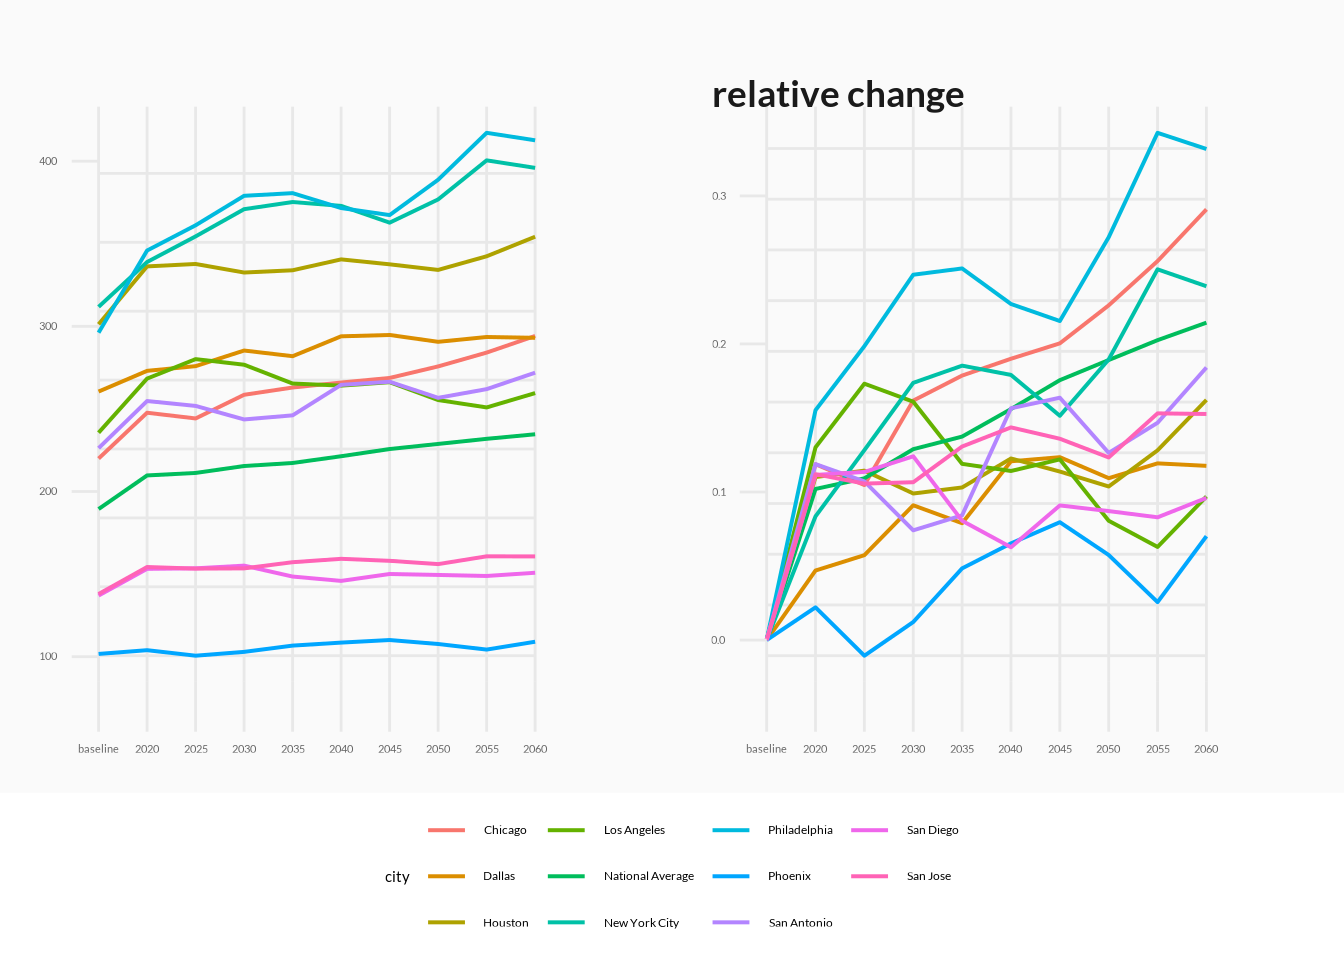 relative change
400
300
200
100
baseline 2020 2025 2030 2035 2040 2045 2050 2055 2060
0.3
0.2
0.1
0.0
baseline 2020 2025 2030 2035 2040 2045 2050 2055 2060
city
Chicago
Dallas
Houston
Los Angeles
National Average
New York City
Philadelphia
Phoenix
San Antonio
San Diego
San Jose